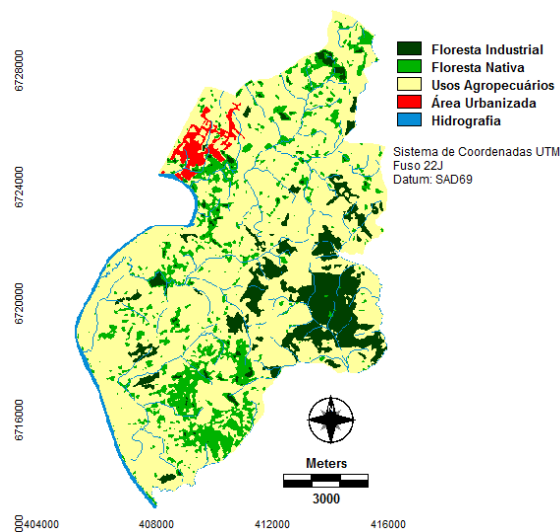 Floresta Industrial
Floresta Nativa
Usos Agropecuários
Área Urbanizada
Hidrografia
Sistema de Coordenadas UTM
Fuso 22J
Datum: SAD69
6728000
6724000
6720000
6716000
Meters
3000
404000
408000
412000
416000